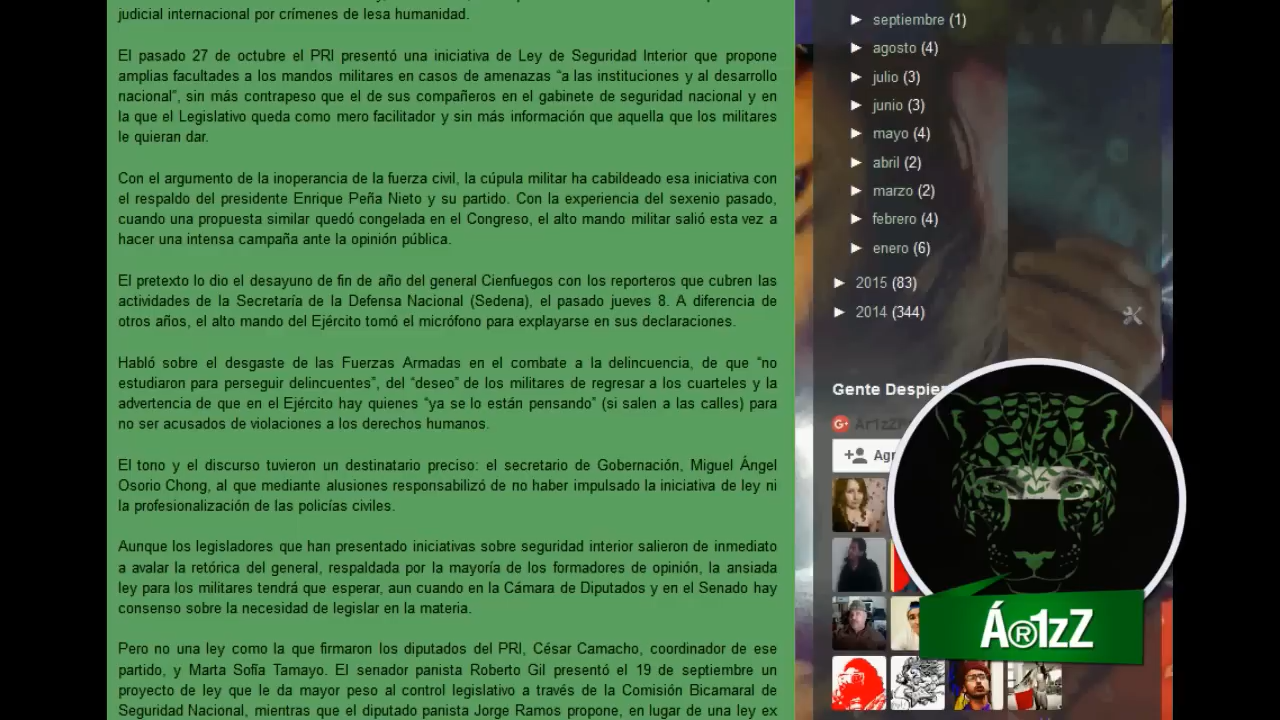 judicial internacional por crímenes de lesa humanidad.
El pasado 27 de octubre el PRI presentó una iniciativa de Ley de Seguridad Interior que propone
amplias facultades a los mandos militares en casos de amenazas “a las instituciones y al desarrollo
nacional”, sin más contrapeso que el de sus compañeros en el gabinete de seguridad nacional y en
la que el Legislativo queda como mero facilitador y sin más información que aquella que los militares
le quieran dar.
Con el argumento de la inoperancia de la fuerza civil, la cúpula militar ha cabildeado esa iniciativa con
el respaldo del presidente Enrique Peña Nieto y su partido. Con la experiencia del sexenio pasado,
cuando una propuesta similar quedó congelada en el Congreso, el alto mando militar salió esta vez a
hacer una intensa campaña ante la opinión pública.
El pretexto lo dio el desayuno de fin de año del general Cienfuegos con los reporteros que cubren las
actividades de la Secretaría de la Defensa Nacional (Sedena), el pasado jueves 8. A diferencia de
otros años, el alto mando del Ejército tomó el micrófono para explayarse en sus declaraciones.
Habló sobre el desgaste de las Fuerzas Armadas en el combate a la delincuencia, de que “no
estudiaron para perseguir delincuentes”, del “deseo” de los militares de regresar a los cuarteles y la
advertencia de que en el Ejército hay quienes “ya se lo están pensando” (si salen a las calles) para
no ser acusados de violaciones a los derechos humanos.
El tono y el discurso tuvieron un destinatario preciso: el secretario de Gobernación, Miguel Ángel
Osorio Chong, al que mediante alusiones responsabilizó de no haber impulsado la iniciativa de ley ni
la profesionalización de las policías civiles.
Aunque los legisladores que han presentado iniciativas sobre seguridad interior salieron de inmediato
a avalar la retórica del general, respaldada por la mayoría de los formadores de opinión, la ansiada
ley para los militares tendrá que esperar, aun cuando en la Cámara de Diputados y en el Senado hay
consenso sobre la necesidad de legislar en la materia.
Pero no una ley como la que firmaron los diputados del PRI, César Camacho, coordinador de ese
partido, y Marta Sofía Tamayo. El senador panista Roberto Gil presentó el 19 de septiembre un
proyecto de ley que le da mayor peso al control legislativo a través de la Comisión Bicamaral de
Seguridad Nacional, mientras que el diputado panista Jorge Ramos propone, en lugar de una ley ex
► septiembre (1)
► agosto (4)
► julio (3)
► junio (3)
► mayo (4)
► abril (2)
► marzo (2)
► febrero (4)
► enero (6)
► 2015 (83)
► 2014 (344)
Gente Despier
G+ Ar1zZ
Agr
Á®1zZ